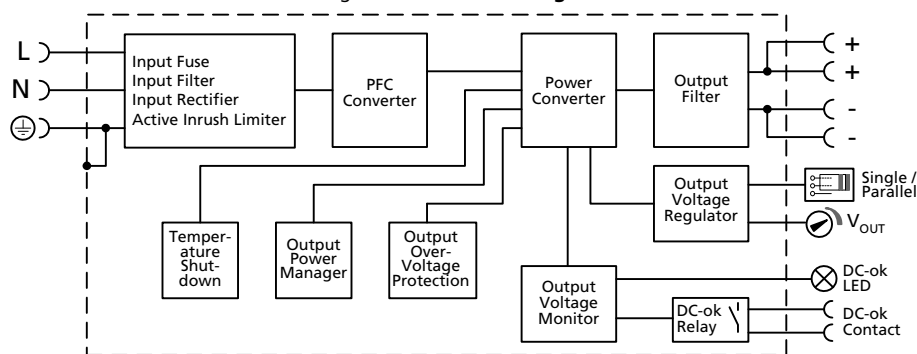 L
N
Input Fuse
Input Filter
Input Rectifier
Active Inrush Limiter
PFC
Converter
Power
Converter
Output
Filter
+
+
-
-
Output
Voltage
Regulator
Single /
Parallel
VOUT
Temper-
ature
Shut-
down
Output
Power
Manager
Output
Over-
Voltage
Protection
Output
Voltage
Monitor
DC-ok
Relay
DC-ok
LED
DC-ok
Contact